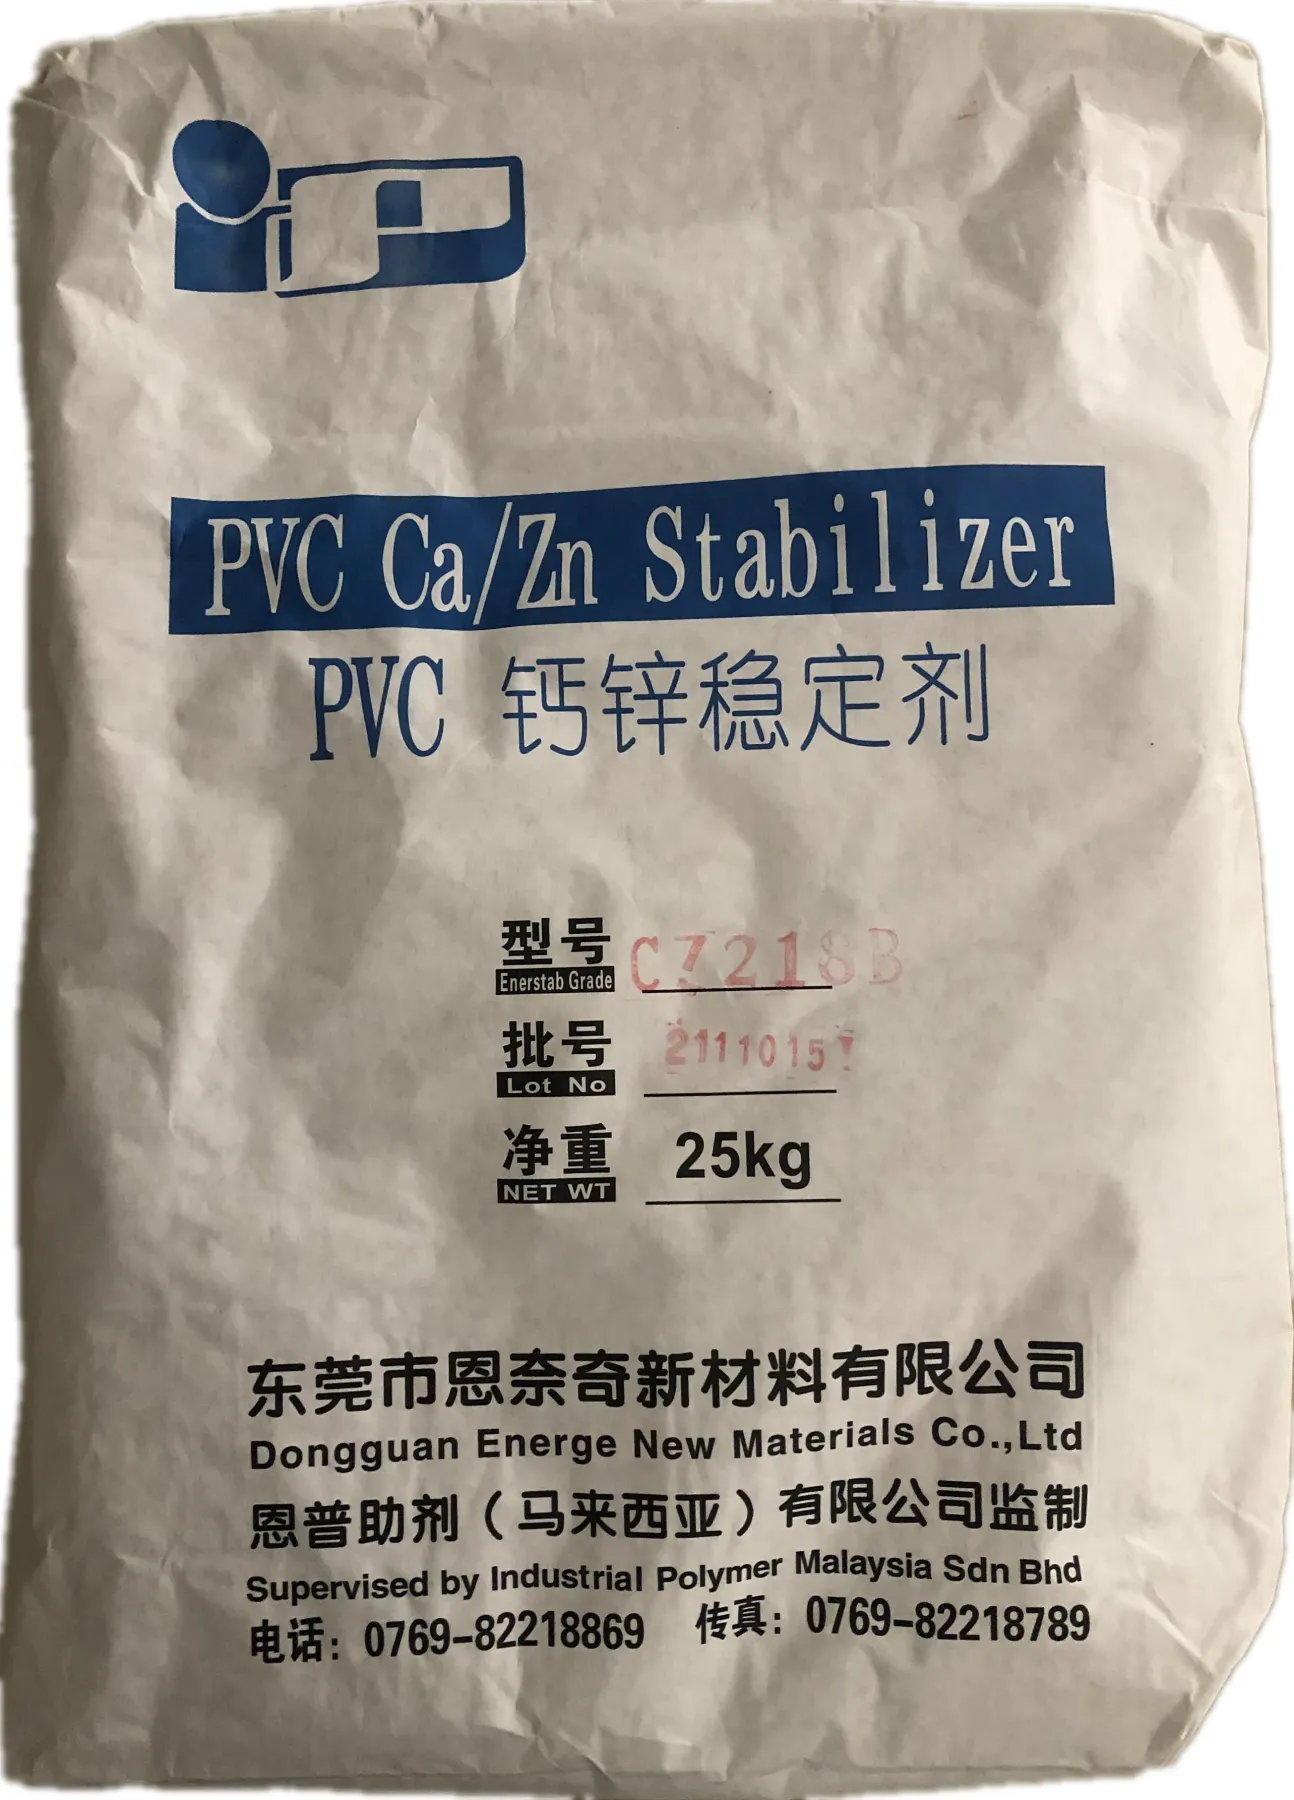 PVC Ca/Zn Stabilizer
PVC 钙锌稳定剂
型号 CZ218B
Enerstab Grade
批号 2111015
Lot No
净重 25kg
NET WT
东莞市恩奈奇新材料有限公司
Dongguan Energe New Materials Co.,Ltd
恩普助剂（马来西亚）有限公司监制
Supervised by Industrial Polymer Malaysia Sdn Bhd
电话：0769-82218869 传真：0769-82218789